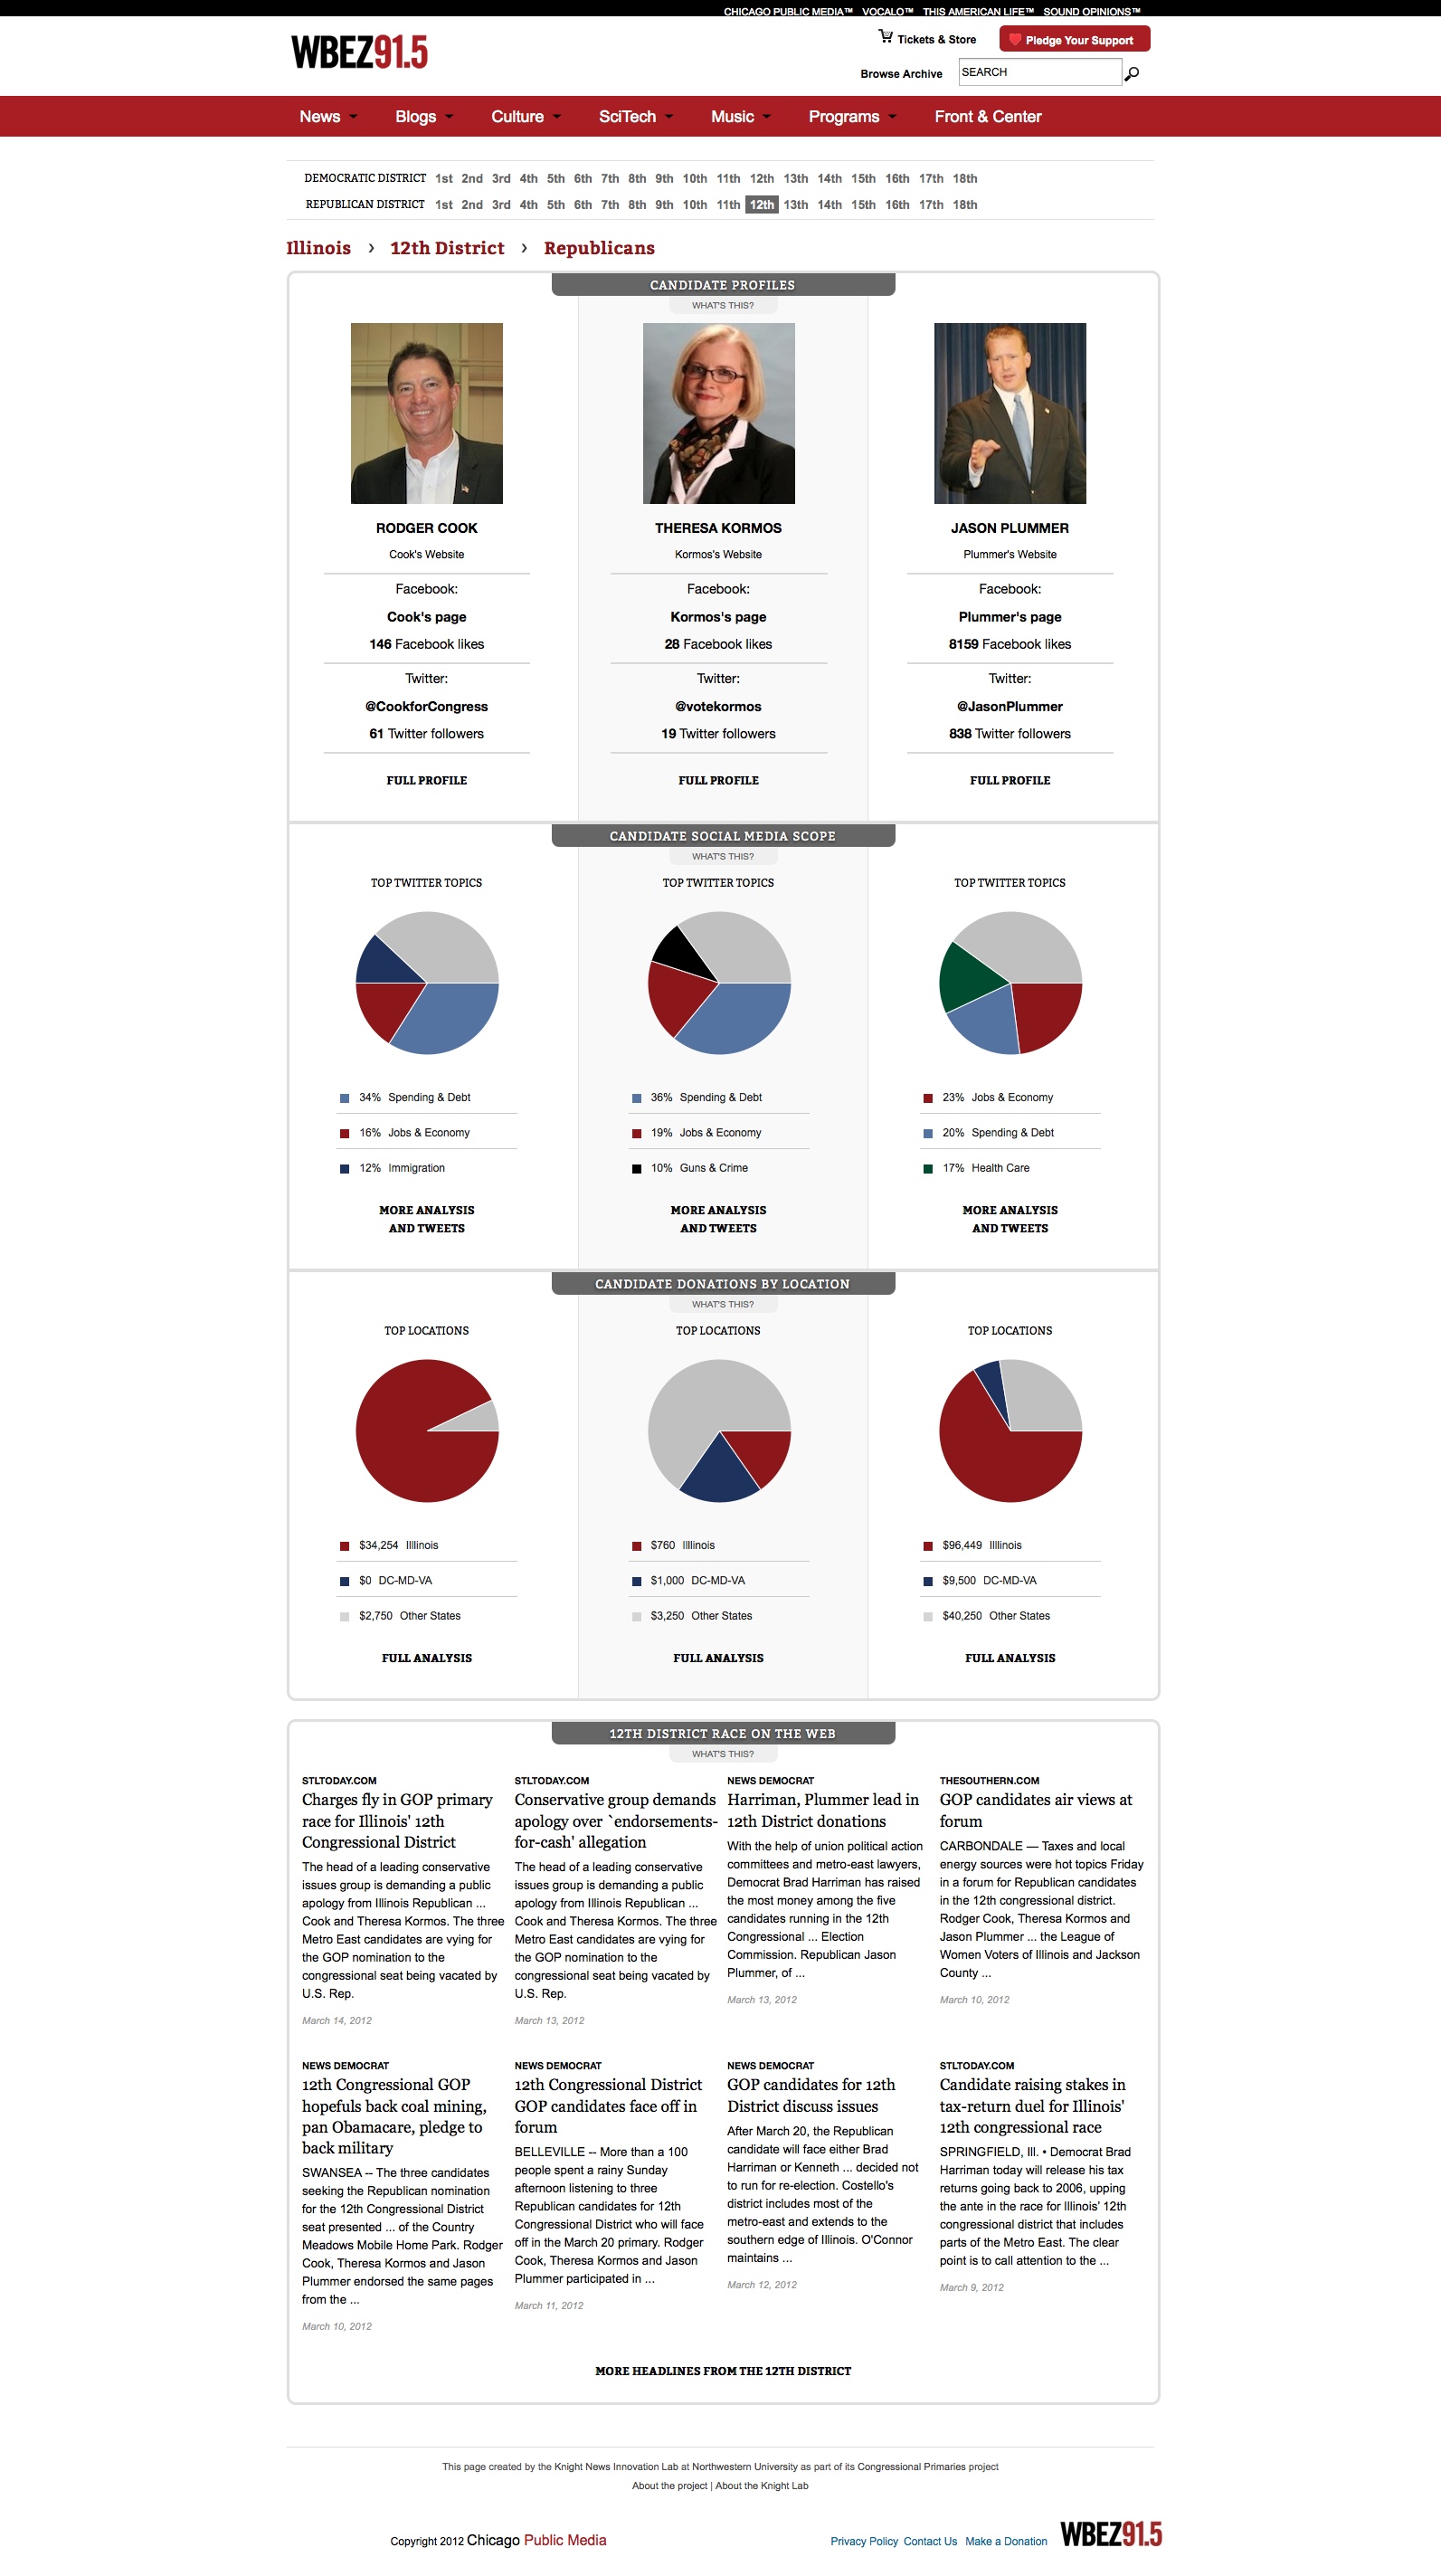 CHICAGO PUBLIC MEDIA™ VOCALO™ THIS AMERICAN LIFE™ SOUND OPINIONS™
WBEZ91.5
Tickets & Store
Pledge Your Support
Browse Archive
SEARCH
News Blogs Culture SciTech Music Programs Front & Center
DEMOCRATIC DISTRICT 1st 2nd 3rd 4th 5th 6th 7th 8th 9th 10th 11th 12th 13th 14th 15th 16th 17th 18th
REPUBLICAN DISTRICT 1st 2nd 3rd 4th 5th 6th 7th 8th 9th 10th 11th 12th 13th 14th 15th 16th 17th 18th
Illinois › 12th District › Republicans
CANDIDATE PROFILES
WHAT'S THIS?
RODGER COOK
Cook's Website
Facebook:
Cook's page
146 Facebook likes
Twitter:
@CookforCongress
61 Twitter followers
FULL PROFILE
THERESA KORMOS
Kormos's Website
Facebook:
Kormos's page
28 Facebook likes
Twitter:
@votekormos
19 Twitter followers
FULL PROFILE
JASON PLUMMER
Plummer's Website
Facebook:
Plummer's page
8159 Facebook likes
Twitter:
@JasonPlummer
838 Twitter followers
FULL PROFILE
CANDIDATE SOCIAL MEDIA SCOPE
WHAT'S THIS?
TOP TWITTER TOPICS
34% Spending & Debt
16% Jobs & Economy
12% Immigration
MORE ANALYSIS
AND TWEETS
TOP TWITTER TOPICS
36% Spending & Debt
19% Jobs & Economy
10% Guns & Crime
MORE ANALYSIS
AND TWEETS
TOP TWITTER TOPICS
23% Jobs & Economy
20% Spending & Debt
17% Health Care
MORE ANALYSIS
AND TWEETS
CANDIDATE DONATIONS BY LOCATION
WHAT'S THIS?
TOP LOCATIONS
$34,254 Illlinois
$0 DC-MD-VA
$2,750 Other States
FULL ANALYSIS
TOP LOCATIONS
$760 Illlinois
$1,000 DC-MD-VA
$3,250 Other States
FULL ANALYSIS
TOP LOCATIONS
$96,449 Illlinois
$9,500 DC-MD-VA
$40,250 Other States
FULL ANALYSIS
12TH DISTRICT RACE ON THE WEB
WHAT'S THIS?
STLTODAY.COM
Charges fly in GOP primary
race for Illinois' 12th
Congressional District
The head of a leading conservative
issues group is demanding a public
apology from Illinois Republican ...
Cook and Theresa Kormos. The three
Metro East candidates are vying for
the GOP nomination to the
congressional seat being vacated by
U.S. Rep.
March 14, 2012
STLTODAY.COM
Conservative group demands
apology over `endorsements-
for-cash' allegation
The head of a leading conservative
issues group is demanding a public
apology from Illinois Republican ...
Cook and Theresa Kormos. The three
Metro East candidates are vying for
the GOP nomination to the
congressional seat being vacated by
U.S. Rep.
March 13, 2012
NEWS DEMOCRAT
Harriman, Plummer lead in
12th District donations
With the help of union political action
committees and metro-east lawyers,
Democrat Brad Harriman has raised
the most money among the five
candidates running in the 12th
Congressional ... Election
Commission. Republican Jason
Plummer, of ...
March 13, 2012
THESOUTHERN.COM
GOP candidates air views at
forum
CARBONDALE — Taxes and local
energy sources were hot topics Friday
in a forum for Republican candidates
in the 12th congressional district.
Rodger Cook, Theresa Kormos and
Jason Plummer ... the League of
Women Voters of Illinois and Jackson
County ...
March 10, 2012
NEWS DEMOCRAT
12th Congressional GOP
hopefuls back coal mining,
pan Obamacare, pledge to
back military
SWANSEA -- The three candidates
seeking the Republican nomination
for the 12th Congressional District
seat presented ... of the Country
Meadows Mobile Home Park. Rodger
Cook, Theresa Kormos and Jason
Plummer endorsed the same pages
from the ...
March 10, 2012
NEWS DEMOCRAT
12th Congressional District
GOP candidates face off in
forum
BELLEVILLE -- More than a 100
people spent a rainy Sunday
afternoon listening to three
Republican candidates for 12th
Congressional District who will face
off in the March 20 primary. Rodger
Cook, Theresa Kormos and Jason
Plummer participated in ...
March 11, 2012
NEWS DEMOCRAT
GOP candidates for 12th
District discuss issues
After March 20, the Republican
candidate will face either Brad
Harriman or Kenneth ... decided not
to run for re-election. Costello's
district includes most of the
metro-east and extends to the
southern edge of Illinois. O'Connor
maintains ...
March 12, 2012
STLTODAY.COM
Candidate raising stakes in
tax-return duel for Illinois'
12th congressional race
SPRINGFIELD, Ill. • Democrat Brad
Harriman today will release his tax
returns going back to 2006, upping
the ante in the race for Illinois' 12th
congressional district that includes
parts of the Metro East. The clear
point is to call attention to the ...
March 9, 2012
MORE HEADLINES FROM THE 12TH DISTRICT
This page created by the Knight News Innovation Lab at Northwestern University as part of its Congressional Primaries project
About the project | About the Knight Lab
Copyright 2012 Chicago Public Media
Privacy Policy Contact Us Make a Donation
WBEZ91.5